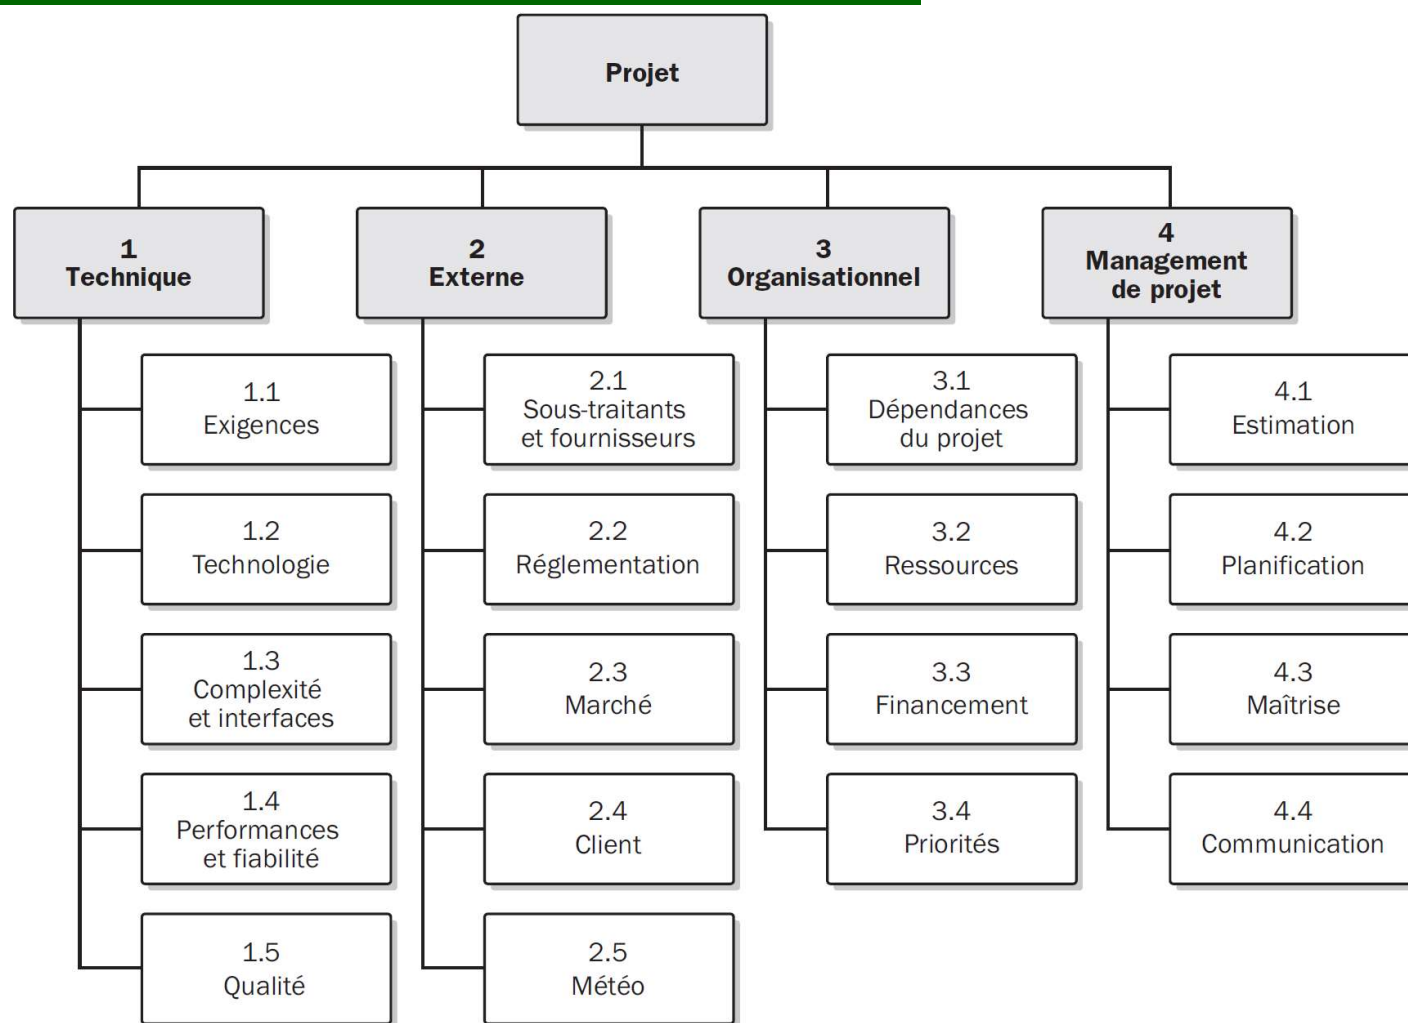 Projet
1
Technique
2
Externe
3
Organisationnel
4
Management
de projet
1.1
Exigences
1.2
Technologie
1.3
Complexité
et interfaces
1.4
Performances
et fiabilité
1.5
Qualité
2.1
Sous-traitants
et fournisseurs
2.2
Réglementation
2.3
Marché
2.4
Client
2.5
Météo
3.1
Dépendances
du projet
3.2
Ressources
3.3
Financement
3.4
Priorités
4.1
Estimation
4.2
Planification
4.3
Maîtrise
4.4
Communication